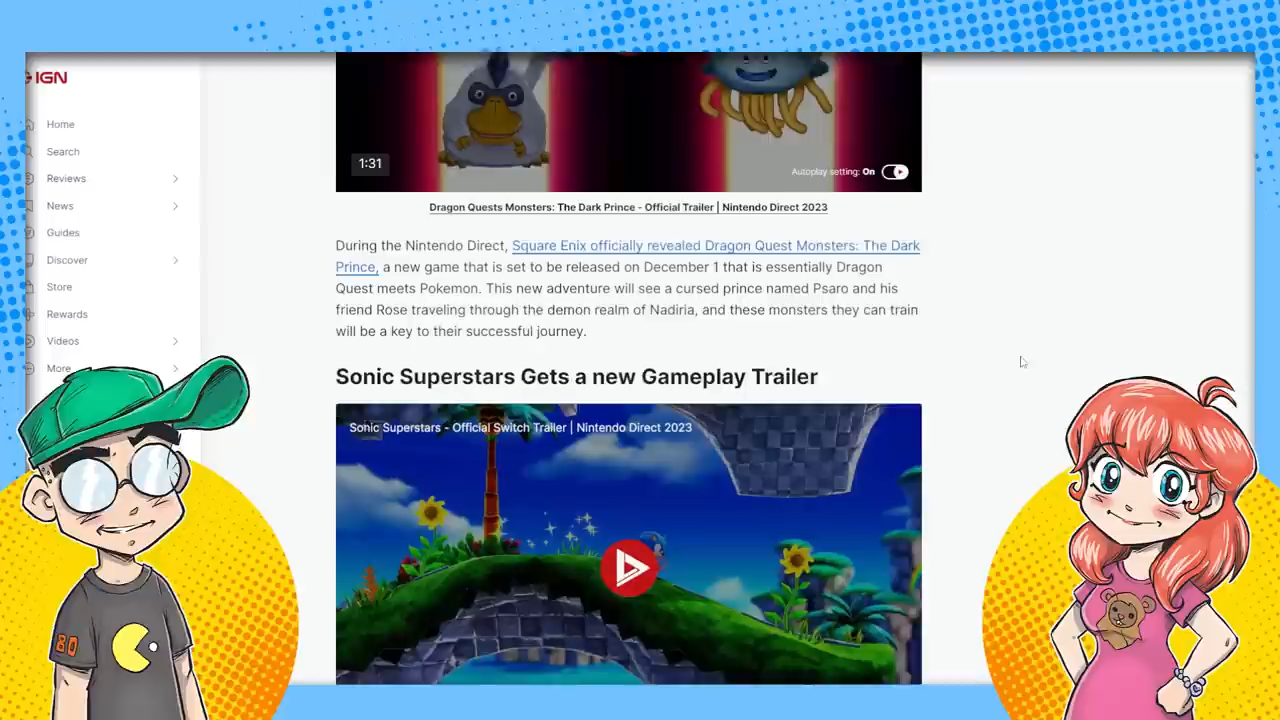 IGN
Home
Search
Reviews
News
Guides
Discover
Store
Rewards
Videos
More
1:31
Autoplay setting: On
Dragon Quests Monsters: The Dark Prince - Official Trailer | Nintendo Direct 2023
During the Nintendo Direct, Square Enix officially revealed Dragon Quest Monsters: The Dark
Prince, a new game that is set to be released on December 1 that is essentially Dragon
Quest meets Pokemon. This new adventure will see a cursed prince named Psaro and his
friend Rose traveling through the demon realm of Nadiria, and these monsters they can train
will be a key to their successful journey.
Sonic Superstars Gets a new Gameplay Trailer
Sonic Superstars - Official Switch Trailer | Nintendo Direct 2023
80